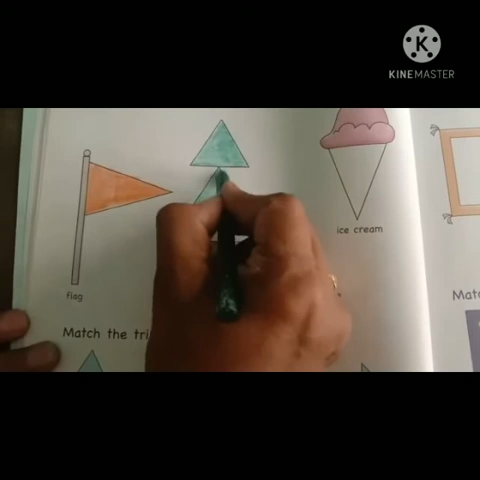 K
KINEMASTER
ice cream
flag
Match the tri
Mat